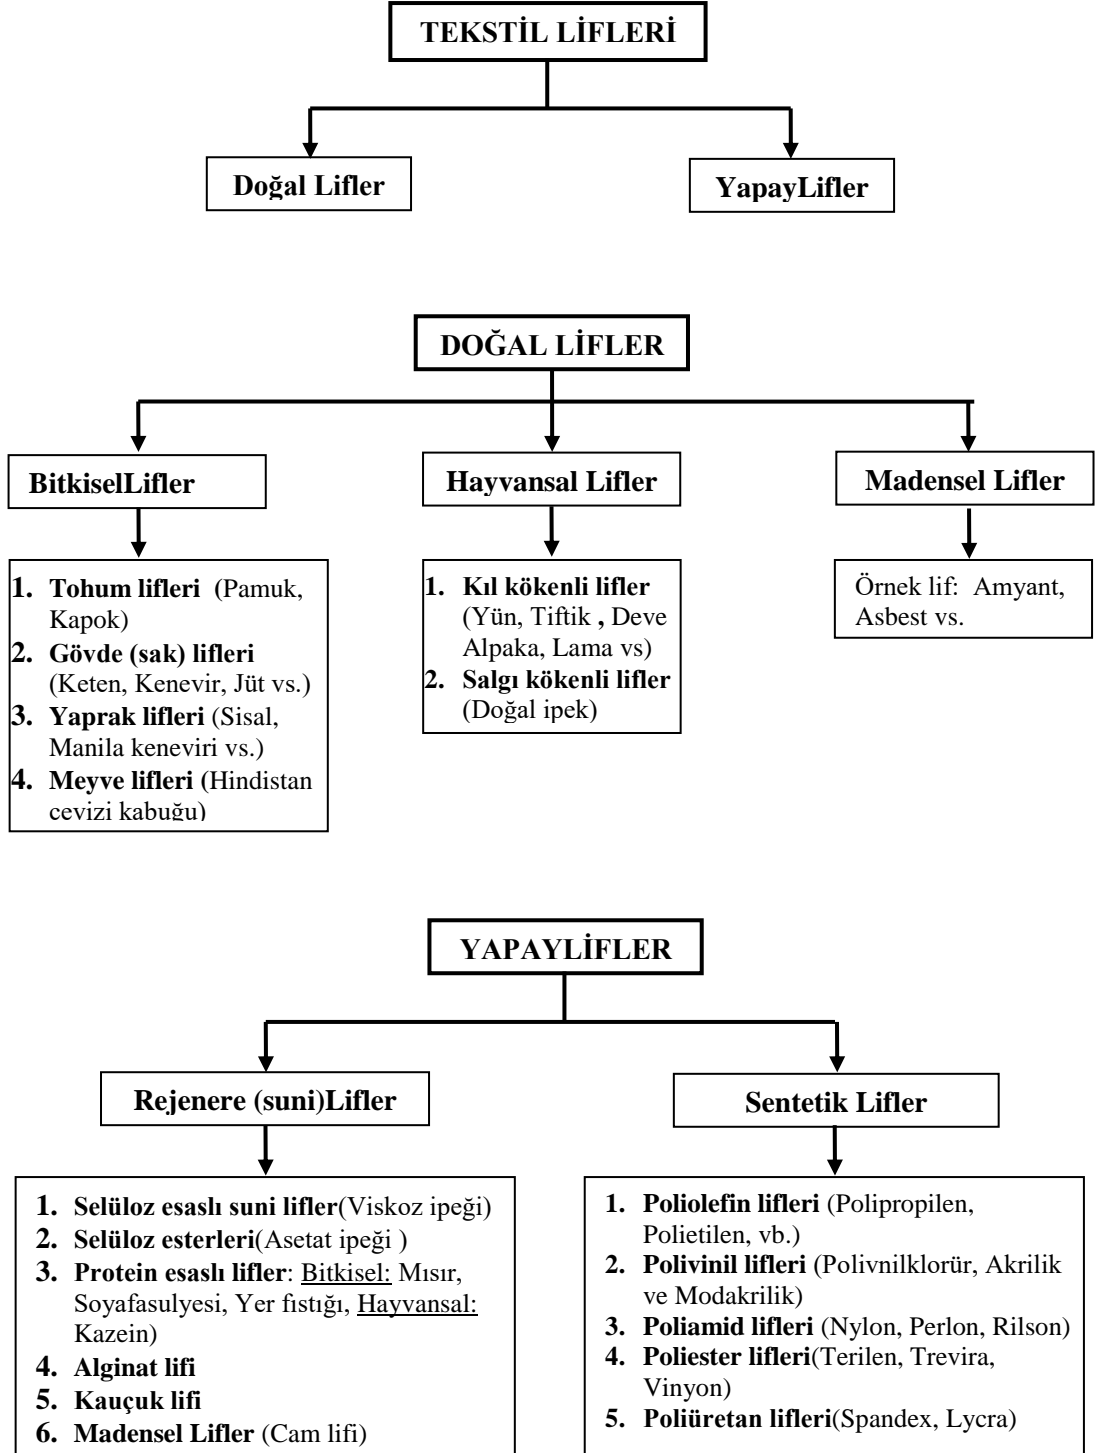 TEKSTİL LİFLERİ
Doğal Lifler
YapayLifler
DOĞAL LİFLER
BitkiselLifler
Hayvansal Lifler
Madensel Lifler
1. Tohum lifleri (Pamuk,
Kapok)
2. Gövde (sak) lifleri
(Keten, Kenevir, Jüt vs.)
3. Yaprak lifleri (Sisal,
Manila keneviri vs.)
4. Meyve lifleri (Hindistan
cevizi kabuğu)
1. Kıl kökenli lifler
(Yün, Tiftik , Deve
Alpaka, Lama vs)
2. Salgı kökenli lifler
(Doğal ipek)
Örnek lif: Amyant,
Asbest vs.
YAPAYLİFLER
Rejenere (suni)Lifler
Sentetik Lifler
1. Selüloz esaslı suni lifler(Viskoz ipeği)
2. Selüloz esterleri(Asetat ipeği )
3. Protein esaslı lifler: Bitkisel: Mısır,
Soyafasulyesi, Yer fıstığı, Hayvansal:
Kazein)
4. Alginat lifi
5. Kauçuk lifi
6. Madensel Lifler (Cam lifi)
1. Poliolefin lifleri (Polipropilen,
Polietilen, vb.)
2. Polivinil lifleri (Polivnilklorür, Akrilik
ve Modakrilik)
3. Poliamid lifleri (Nylon, Perlon, Rilson)
4. Poliester lifleri(Terilen, Trevira,
Vinyon)
5. Poliüretan lifleri(Spandex, Lycra)